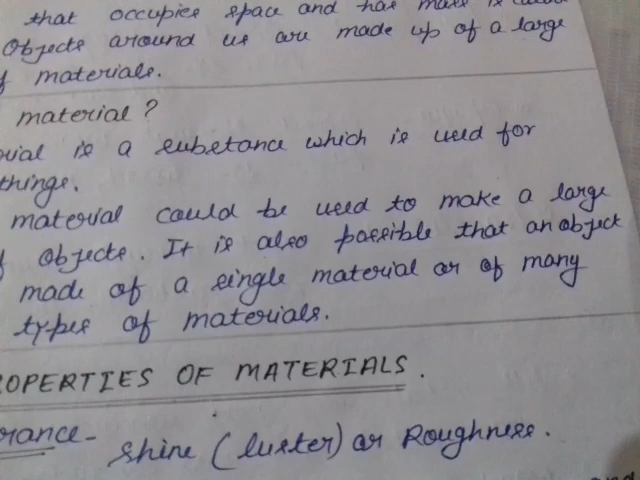 that occupies space and has mass is called
Objects around us are made up of a large
f materials.
material?
rial is a substance which is used for
things.
material could be used to make a large
f objects. It is also possible that an object
made of a single material or of many
types of materials.
ROPERTIES OF MATERIALS.
rance- Shine (luster) or Roughness.
and